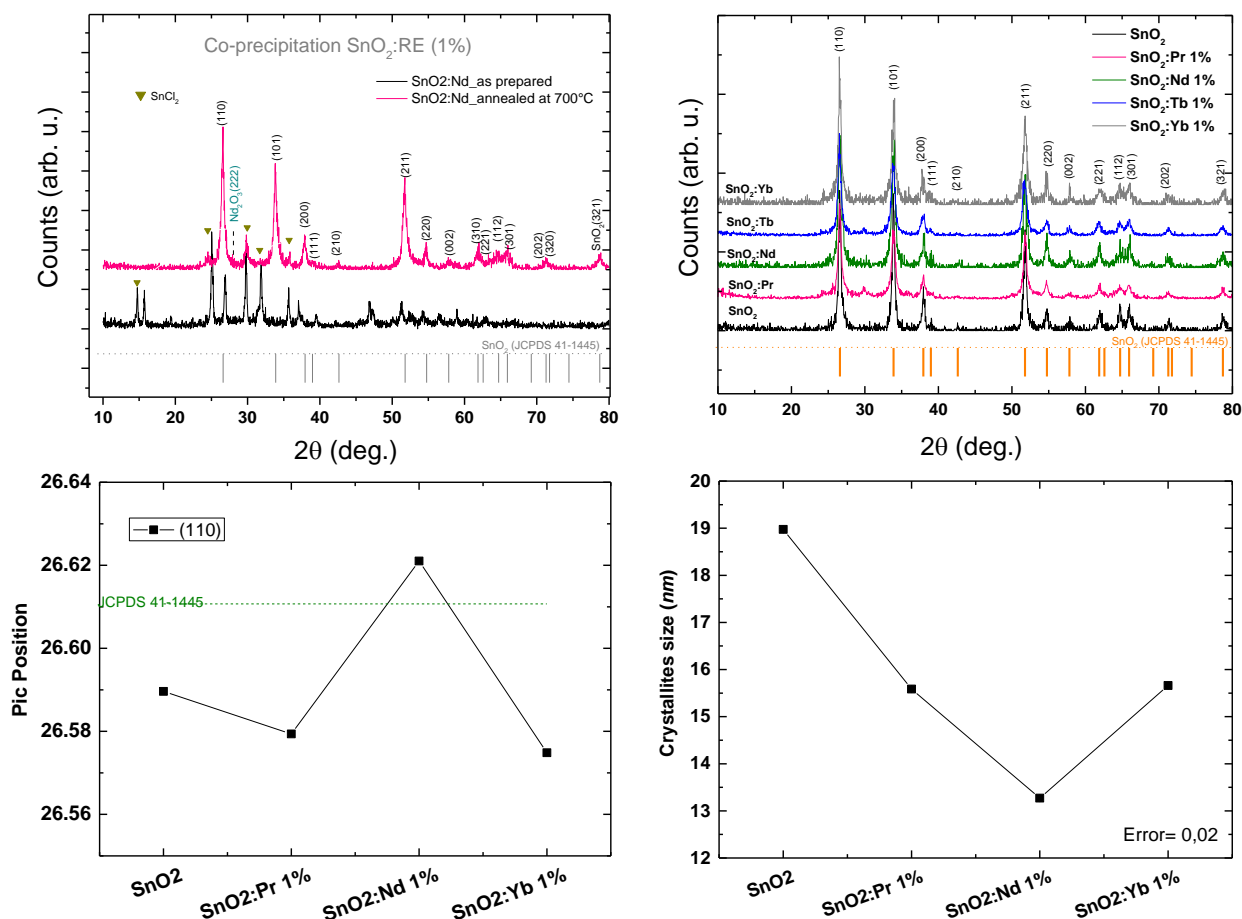 Co-precipitation SnO2:RE (1%)
SnO2:Nd_as prepared
SnO2:Nd_annealed at 700°C
SnCl2
(110)
Nd2O3(222)
(101)
(200)
(111)
(210)
(211)
(220)
(002)
(310)
(221)
(112)
(301)
(202)
(320)
SnO2(321)
Counts (arb. u.)
SnO2 (JCPDS 41-1445)
10 20 30 40 50 60 70 80
2θ (deg.)
SnO2
SnO2:Pr 1%
SnO2:Nd 1%
SnO2:Tb 1%
SnO2:Yb 1%
(110)
(101)
(200)
(111)
(210)
(211)
(220)
(002)
(221)
(112)
(301)
(202)
(321)
SnO2:Yb
SnO2:Tb
SnO2:Nd
SnO2:Pr
SnO2
Counts (arb. u.)
SnO2 (JCPDS 41-1445)
10 20 30 40 50 60 70 80
2θ (deg.)
26.64
26.62
26.60
26.58
26.56
Pic Position
(110)
JCPDS 41-1445
SnO2
SnO2:Pr 1%
SnO2:Nd 1%
SnO2:Yb 1%
20
19
18
17
16
15
14
13
12
Crystallites size (nm)
Error= 0,02
SnO2
SnO2:Pr 1%
SnO2:Nd 1%
SnO2:Yb 1%